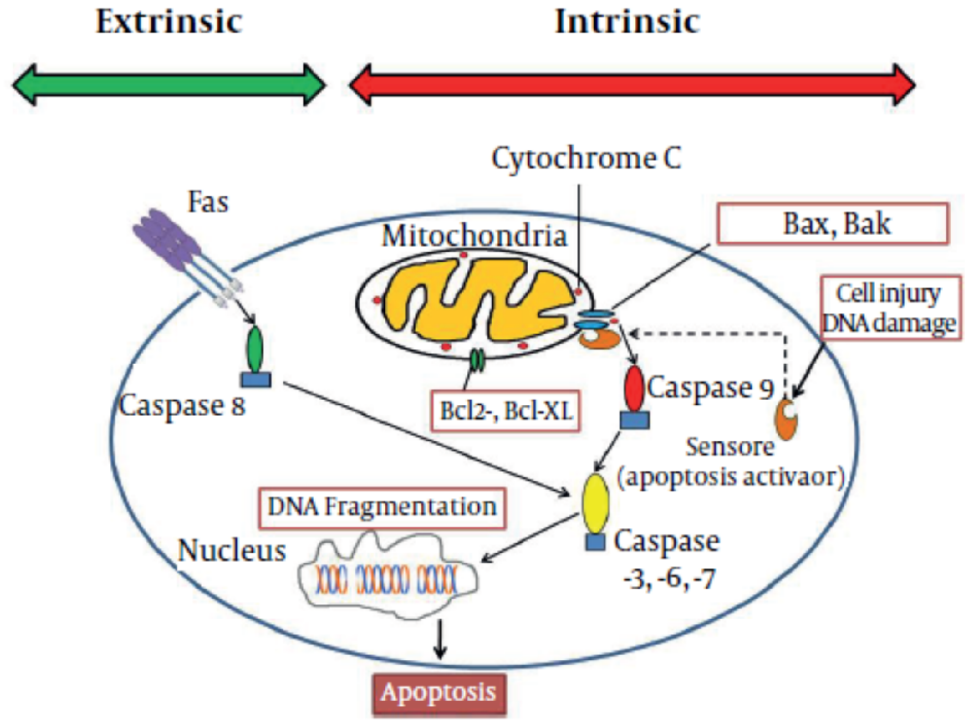 Extrinsic
Intrinsic
Cytochrome C
Fas
Bax, Bak
Mitochondria
Cell injury
DNA damage
Caspase 8
Bcl2-, Bcl-XL
Caspase 9
Sensore
(apoptosis activaor)
DNA Fragmentation
Nucleus
Caspase
-3, -6, -7
Apoptosis